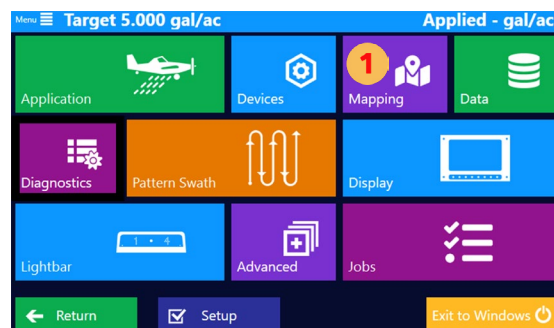 Menu Target 5.000 gal/ac Applied - gal/ac
1
Application Devices Mapping Data
Diagnostics Pattern Swath Display
1 • 4
Lightbar Advanced Jobs
Return Setup Exit to Windows